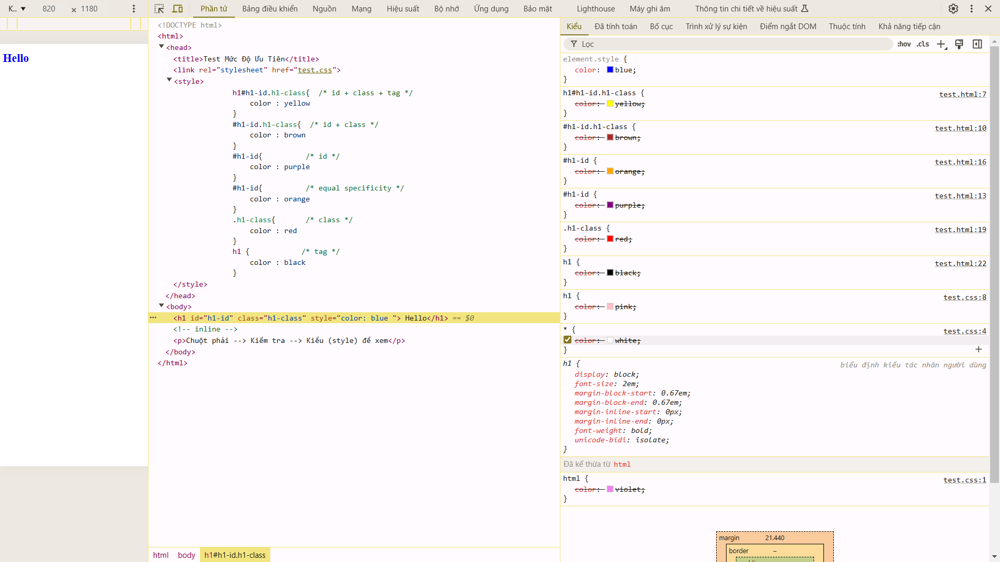 K.. 820 × 1180
Phần tử Bảng điều khiển Nguồn Mạng Hiệu suất Bộ nhớ Ứng dụng Bảo mật Lighthouse Máy ghi âm Thông tin chi tiết về hiệu suất
Hello
<!DOCTYPE html>
<html>
<head>
<title>Test Mức Độ Ưu Tiên</title>
<link rel="stylesheet" href="test.css">
<style>
h1#h1-id.h1-class{ /* id + class + tag */
color : yellow
}
#h1-id.h1-class{ /* id + class */
color : brown
}
#h1-id{ /* id */
color : purple
}
#h1-id{ /* equal specificity */
color : orange
}
.h1-class{ /* class */
color : red
}
h1 { /* tag */
color : black
}
</style>
</head>
<body>
<h1 id="h1-id" class="h1-class" style="color: blue "> Hello</h1> == $0
<!-- inline -->
<p>Chuột phải --> Kiểm tra --> Kiểu (style) để xem</p>
</body>
</html>
html body h1#h1-id.h1-class
Kiểu Đã tính toán Bố cục Trình xử lý sự kiện Điểm ngắt DOM Thuộc tính Khả năng tiếp cận
Lọc :hov .cls
element.style {
color: blue;
}
h1#h1-id.h1-class { test.html:7
color: yellow;
}
#h1-id.h1-class { test.html:10
color: brown;
}
#h1-id { test.html:16
color: orange;
}
#h1-id { test.html:13
color: purple;
}
.h1-class { test.html:19
color: red;
}
h1 { test.html:22
color: black;
}
h1 { test.css:8
color: pink;
}
* { test.css:4
color: white;
}
h1 { biểu định kiểu tác nhân người dùng
display: block;
font-size: 2em;
margin-block-start: 0.67em;
margin-block-end: 0.67em;
margin-inline-start: 0px;
margin-inline-end: 0px;
font-weight: bold;
unicode-bidi: isolate;
}
Đã kế thừa từ html
html { test.css:1
color: violet;
}
margin 21.440
border –